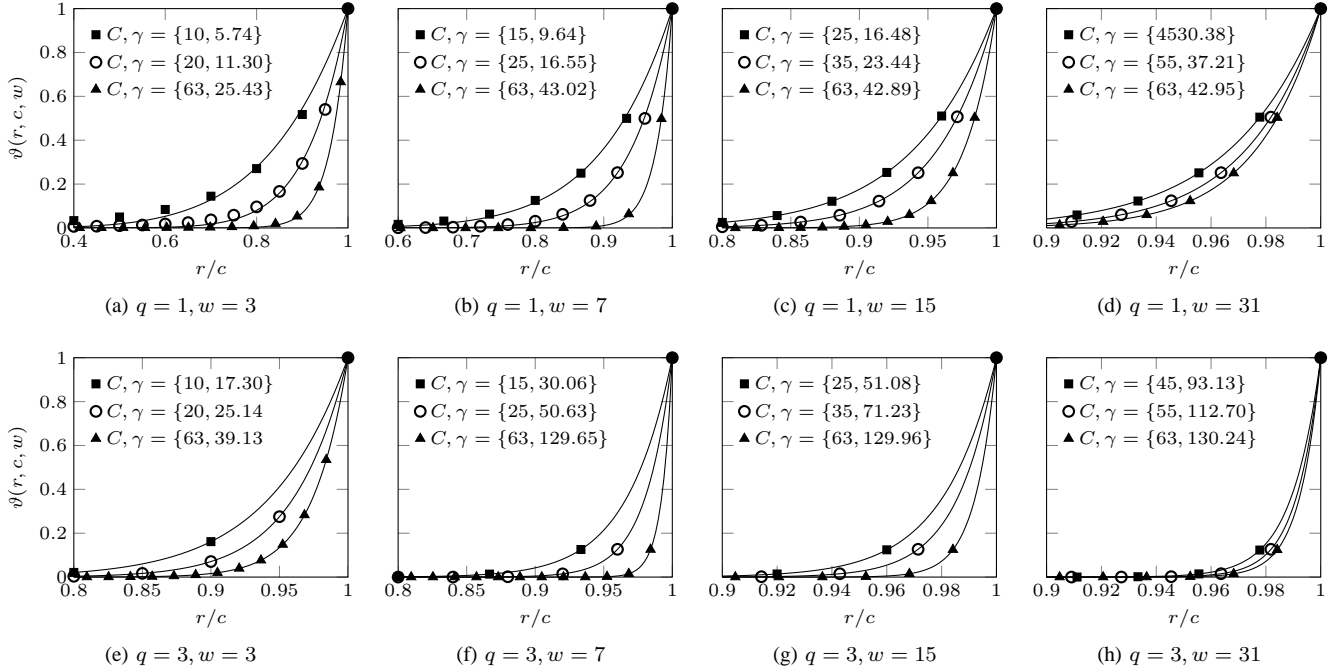 1
0.8
0.6
0.4
0.2
0
ϑ(r, c, w)
C, γ = {10, 5.74}
C, γ = {20, 11.30}
C, γ = {63, 25.43}
0.4 0.6 0.8 1
r/c
(a) q = 1, w = 3
C, γ = {15, 9.64}
C, γ = {25, 16.55}
C, γ = {63, 43.02}
0.6 0.7 0.8 0.9 1
r/c
(b) q = 1, w = 7
C, γ = {25, 16.48}
C, γ = {35, 23.44}
C, γ = {63, 42.89}
0.8 0.85 0.9 0.95 1
r/c
(c) q = 1, w = 15
C, γ = {4530.38}
C, γ = {55, 37.21}
C, γ = {63, 42.95}
0.9 0.92 0.94 0.96 0.98 1
r/c
(d) q = 1, w = 31
1
0.8
0.6
0.4
0.2
0
ϑ(r, c, w)
C, γ = {10, 17.30}
C, γ = {20, 25.14
C, γ = {63, 39.13
0.8 0.85 0.9 0.95 1
r/c
(e) q = 3, w = 3
C, γ = {15, 30.06}
C, γ = {25, 50.63}
C, γ = {63, 129.65}
0.8 0.85 0.9 0.95 1
r/c
(f) q = 3, w = 7
C, γ = {25, 51.08}
C, γ = {35, 71.23}
C, γ = {63, 129.96}
0.9 0.92 0.94 0.96 0.98 1
r/c
(g) q = 3, w = 15
C, γ = {45, 93.13}
C, γ = {55, 112.70}
C, γ = {63, 130.24}
0.9 0.92 0.94 0.96 0.98 1
r/c
(h) q = 3, w = 31